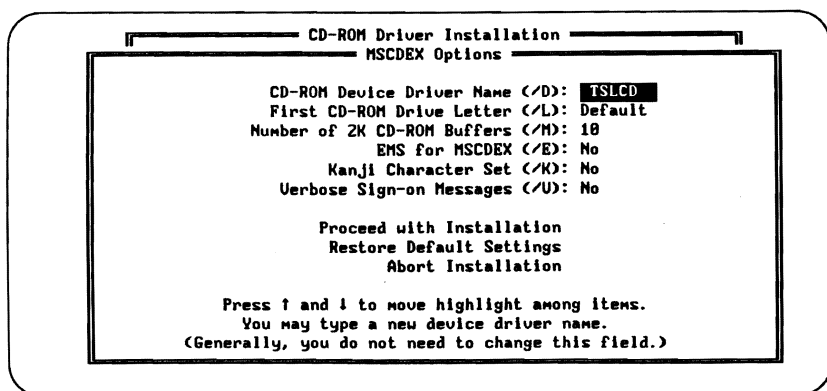 CD-ROM Driver Installation
MSCDEX Options
CD-ROM Device Driver Name (/D): TSLCD
First CD-ROM Drive Letter (/L): Default
Number of 2K CD-ROM Buffers (/M): 10
EMS for MSCDEX (/E): No
Kanji Character Set (/K): No
Verbose Sign-on Messages (/V): No
Proceed with Installation
Restore Default Settings
Abort Installation
Press ↑ and ↓ to move highlight among items.
You may type a new device driver name.
(Generally, you do not need to change this field.)